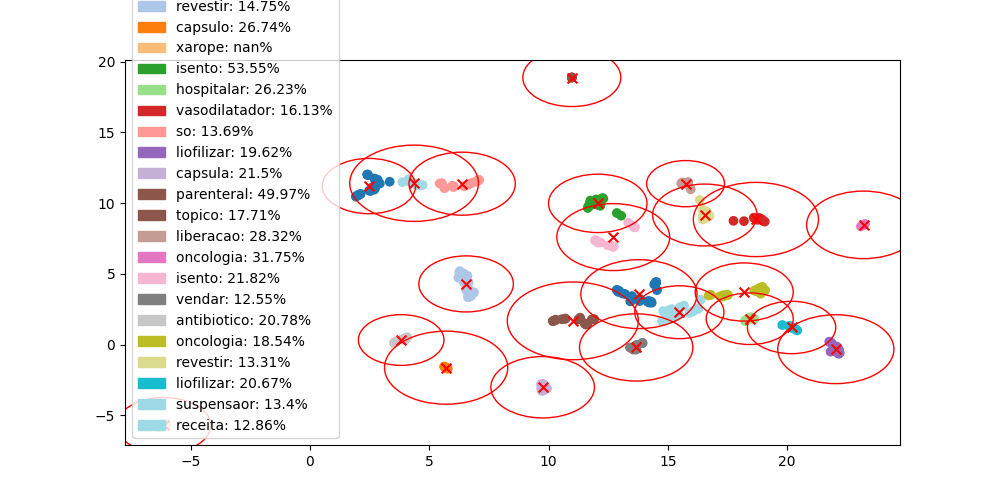 revestir: 14.75%
capsulo: 26.74%
xarope: nan%
isento: 53.55%
hospitalar: 26.23%
vasodilatador: 16.13%
so: 13.69%
liofilizar: 19.62%
capsula: 21.5%
parenteral: 49.97%
topico: 17.71%
liberacao: 28.32%
oncologia: 31.75%
isento: 21.82%
vendar: 12.55%
antibiotico: 20.78%
oncologia: 18.54%
revestir: 13.31%
liofilizar: 20.67%
suspensaor: 13.4%
receita: 12.86%
20
15
10
5
0
−5
−5 0 5 10 15 20